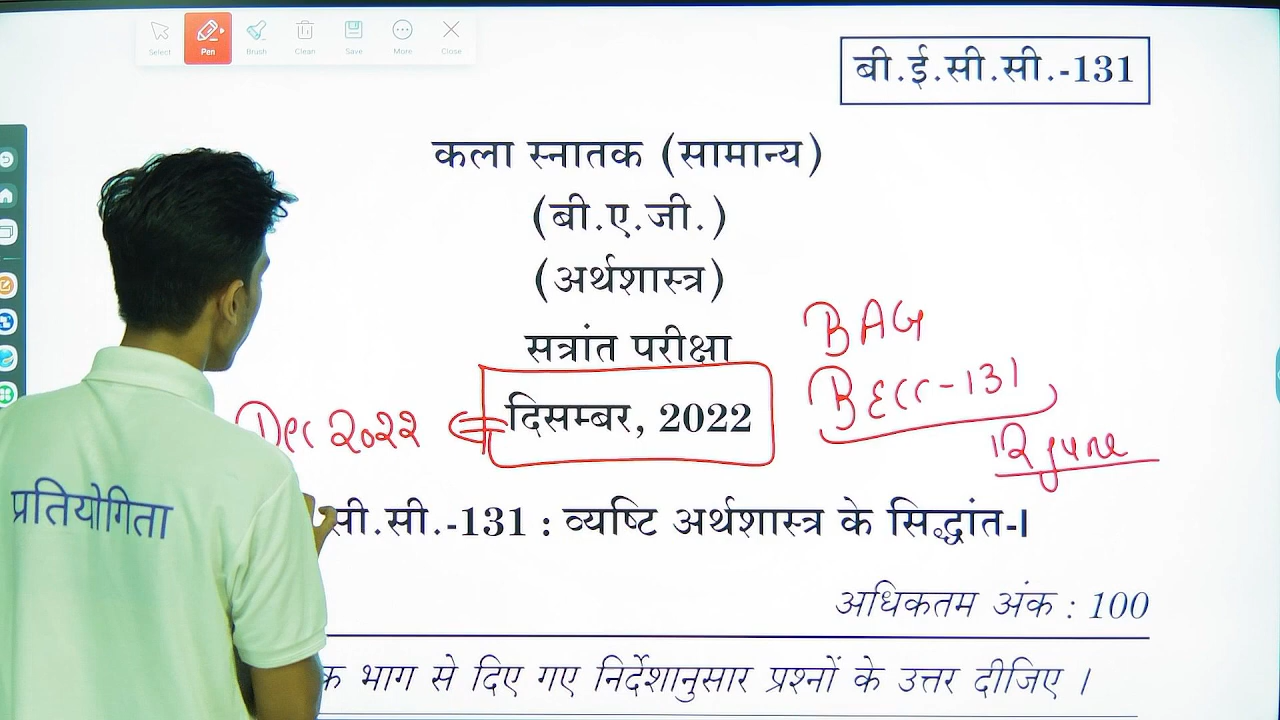 Select Pen Brush Clean Save More Close
बी.ई.सी.सी.-131
कला स्नातक (सामान्य)
(बी.ए.जी.)
(अर्थशास्त्र)
सत्रांत परीक्षा
BAG
दिसम्बर, 2022
Dec 2022
BECC-131
12 June
सी.सी.-131 : व्यष्टि अर्थशास्त्र के सिद्धांत-I
प्रतियोगिता
अधिकतम अंक : 100
क भाग से दिए गए निर्देशानुसार प्रश्नों के उत्तर दीजिए ।